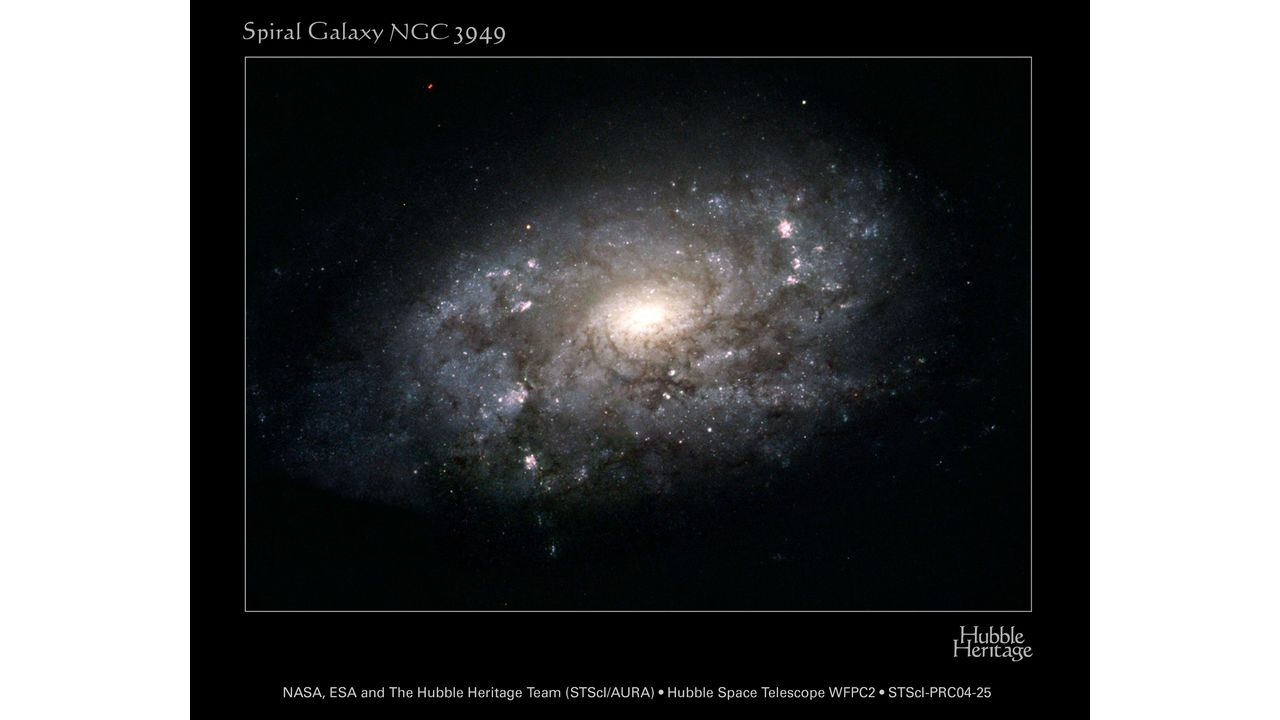 Spiral Galaxy NGC 3949
Hubble
Heritage
NASA, ESA and The Hubble Heritage Team (STScI/AURA) • Hubble Space Telescope WFPC2 • STScI-PRC04-25